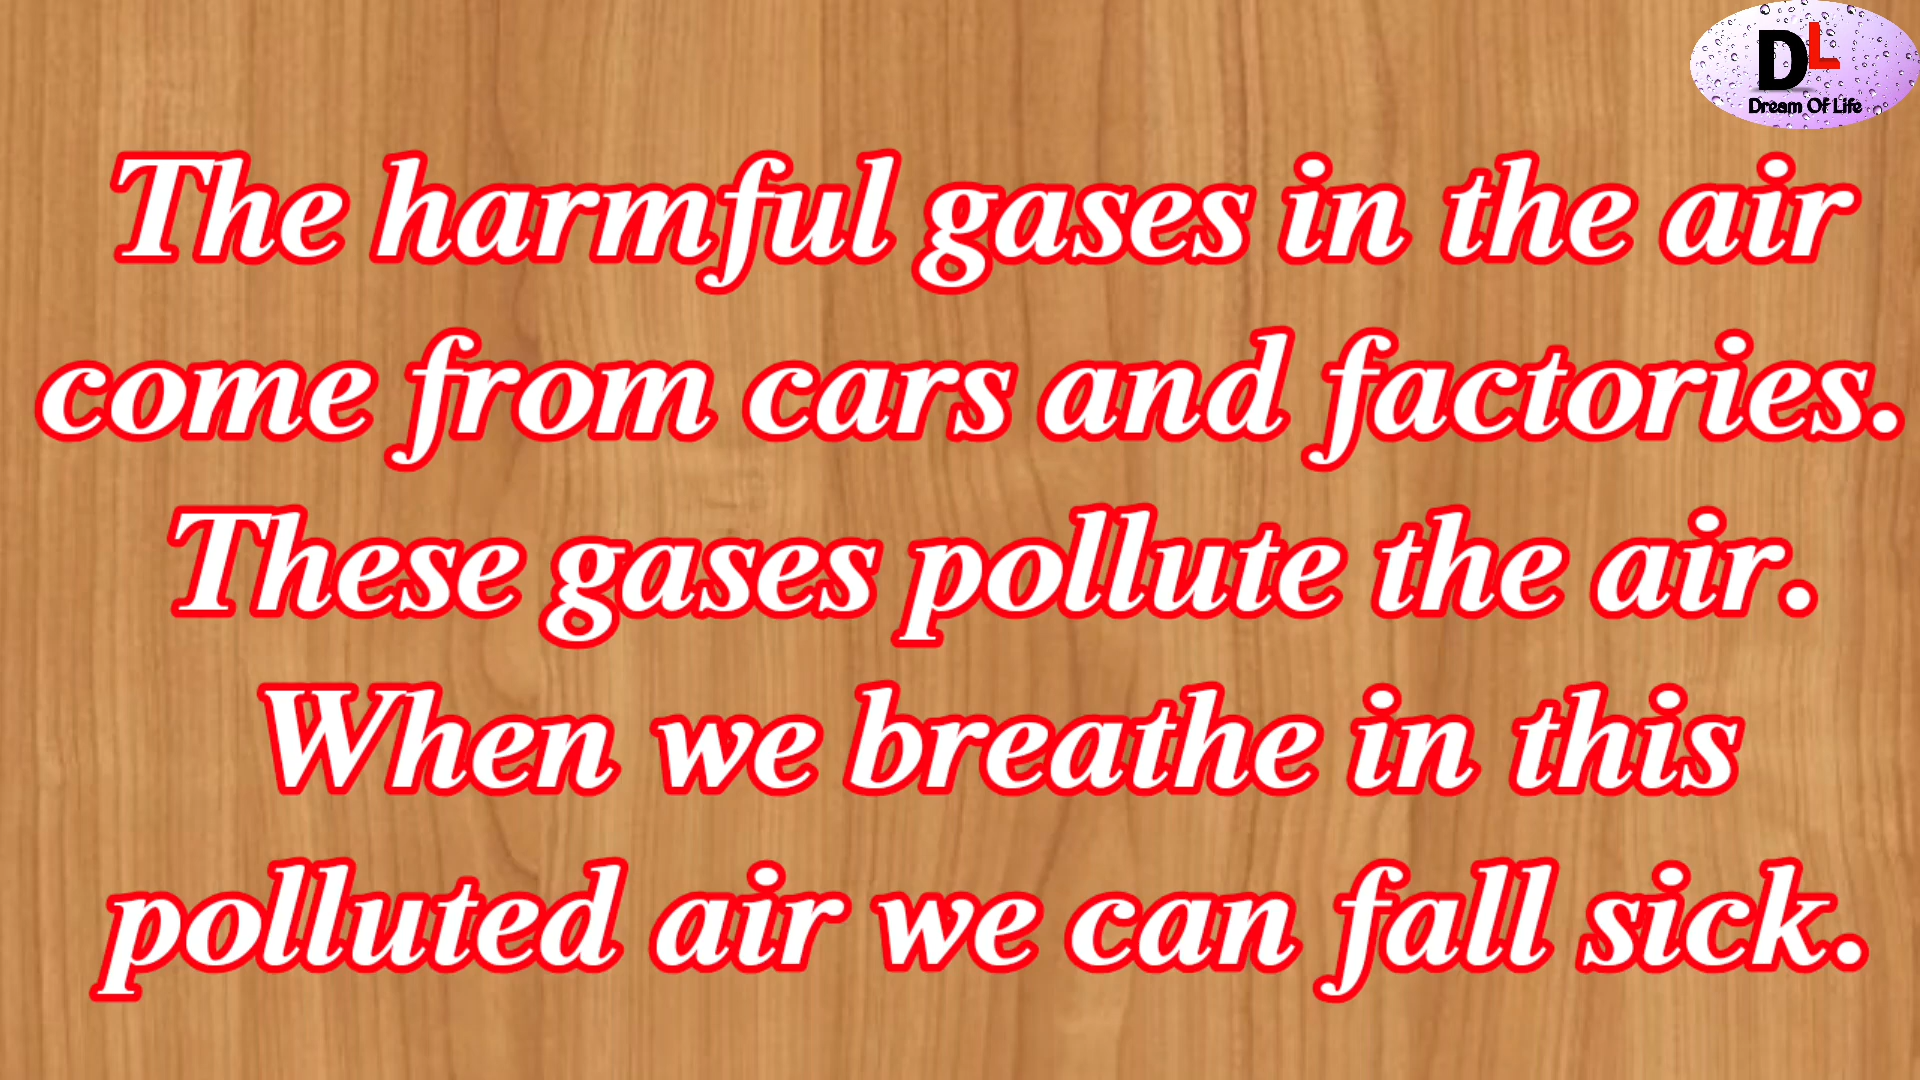 DL
Dream Of Life
The harmful gases in the air
come from cars and factories.
These gases pollute the air.
When we breathe in this
polluted air we can fall sick.